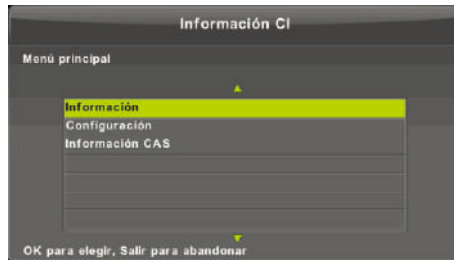 Información CI
Menú principal
Información
Configuración
Información CAS
OK para elegir, Salir para abandonar